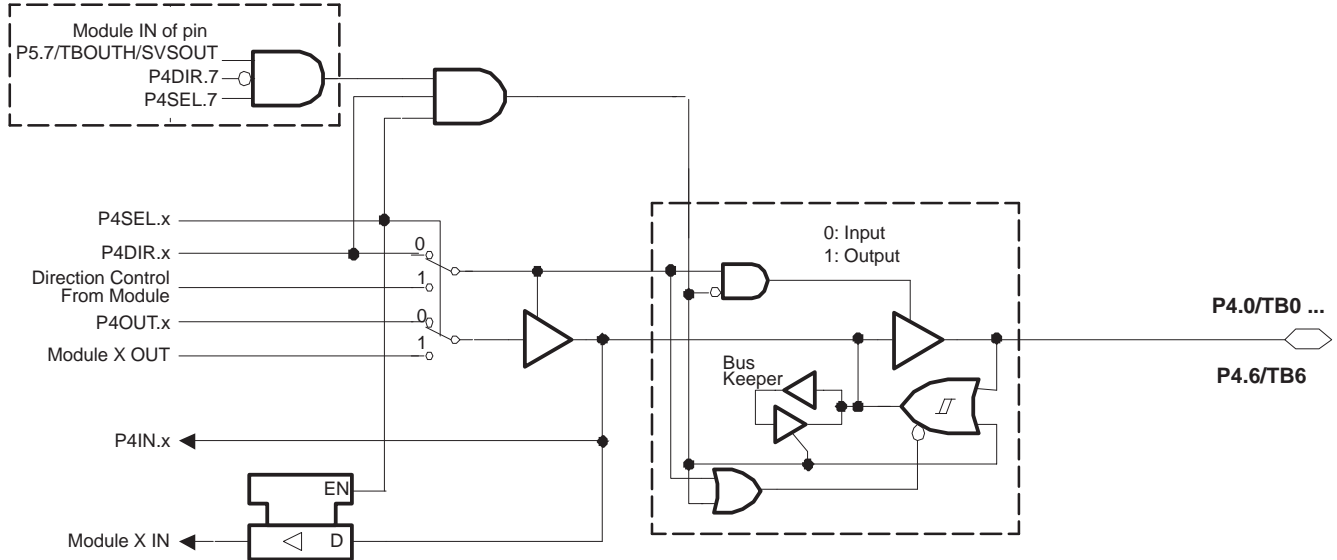 Module IN of pin
P5.7/TBOUTH/SVSOUT
P4DIR.7
P4SEL.7
P4SEL.x
P4DIR.x
0
Direction Control
From Module
1
P4OUT.x
0
Module X OUT
1
0: Input
1: Output
P4.0/TB0 ...
P4.6/TB6
Bus
Keeper
P4IN.x
EN
Module X IN
D